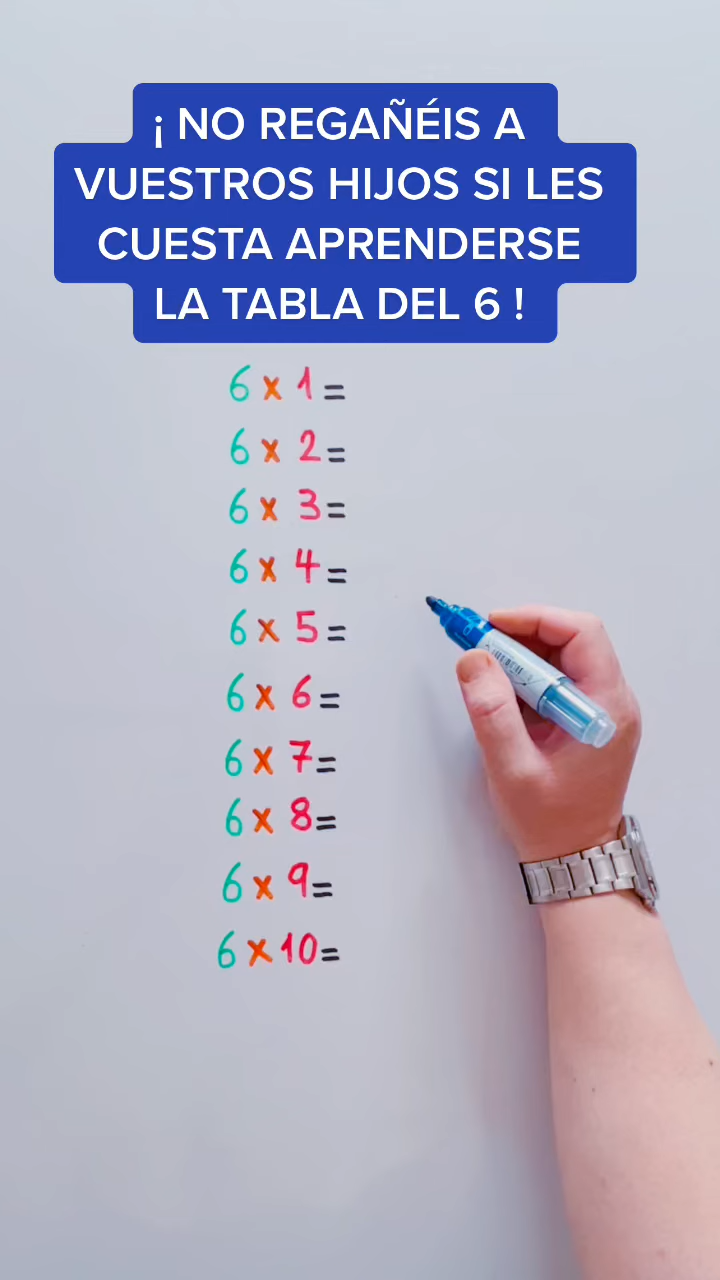 ¡ NO REGAÑÉIS A
VUESTROS HIJOS SI LES
CUESTA APRENDERSE
LA TABLA DEL 6 !
6 x 1 =
6 x 2 =
6 x 3 =
6 x 4 =
6 x 5 =
6 x 6 =
6 x 7 =
6 x 8 =
6 x 9 =
6 x 10 =